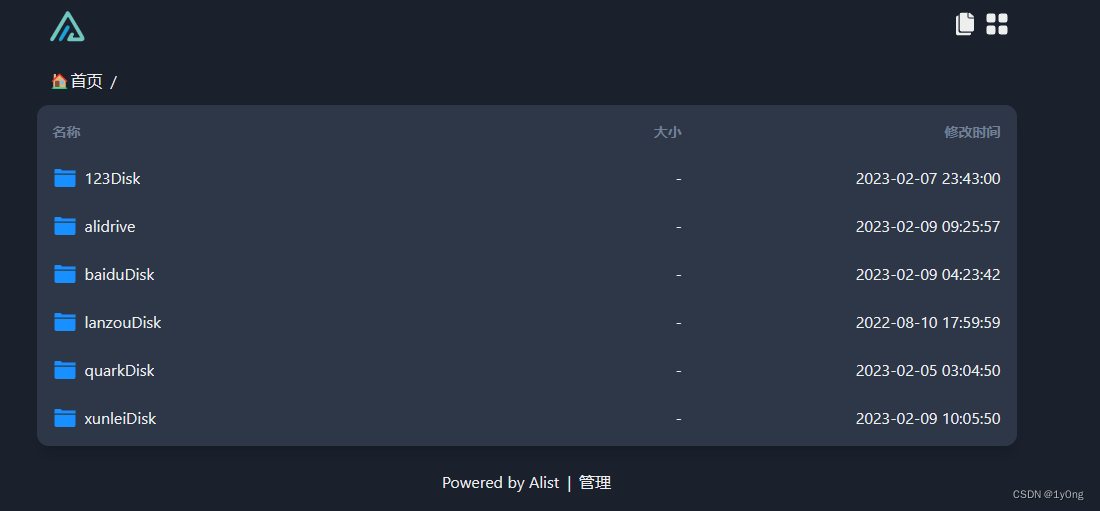 首页 /
名称 大小 修改时间
123Disk - 2023-02-07 23:43:00
alidrive - 2023-02-09 09:25:57
baiduDisk - 2023-02-09 04:23:42
lanzouDisk - 2022-08-10 17:59:59
quarkDisk - 2023-02-05 03:04:50
xunleiDisk - 2023-02-09 10:05:50
Powered by Alist | 管理
CSDN @1y0ng